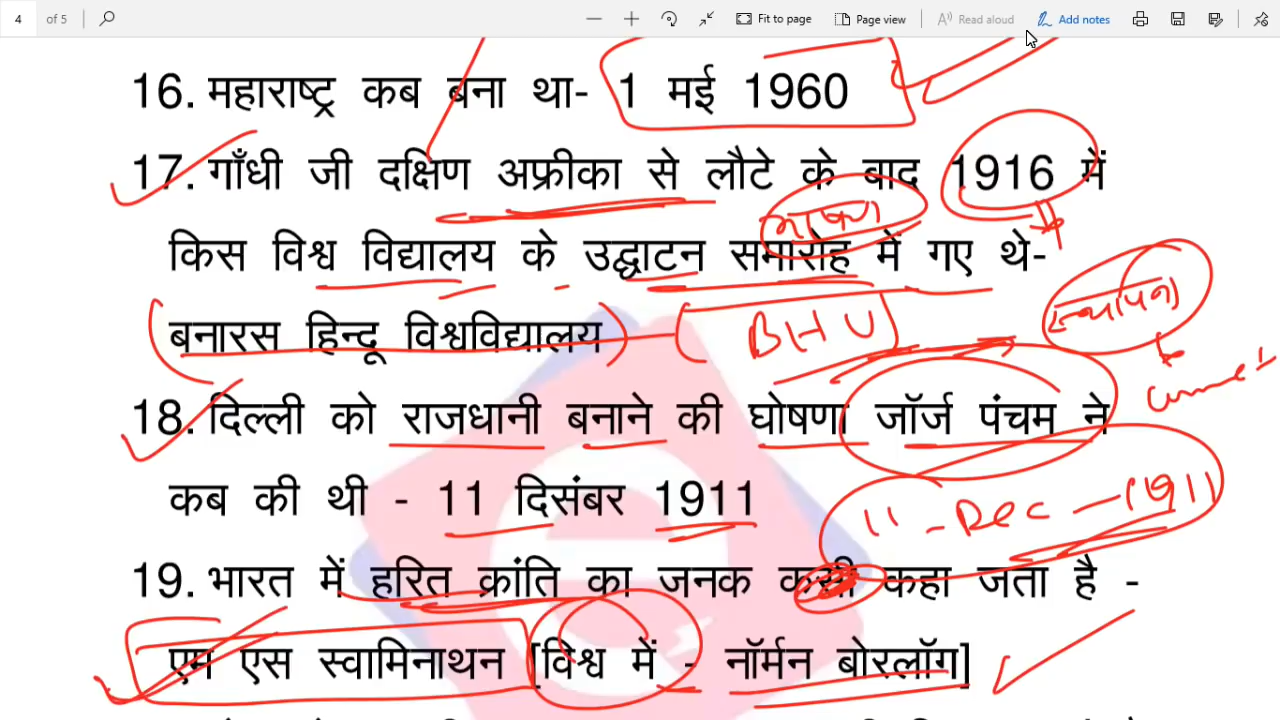 4 of 5 Fit to page Page view Read aloud Add notes
16. महाराष्ट्र कब बना था- 1 मई 1960
17. गाँधी जी दक्षिण अफ्रीका से लौटे के बाद 1916 में
भाषण
किस विश्व विद्यालय के उद्घाटन समारोह में गए थे-
स्थापना
बनारस हिन्दू विश्वविद्यालय (BHU)
18. दिल्ली को राजधानी बनाने की घोषणा जॉर्ज पंचम ने
कब की थी - 11 दिसंबर 1911
11 - Dec - 1911
19. भारत में हरित क्रांति का जनक कसी कहा जता है -
एम एस स्वामिनाथन [विश्व में - नॉर्मन बोरलॉग]